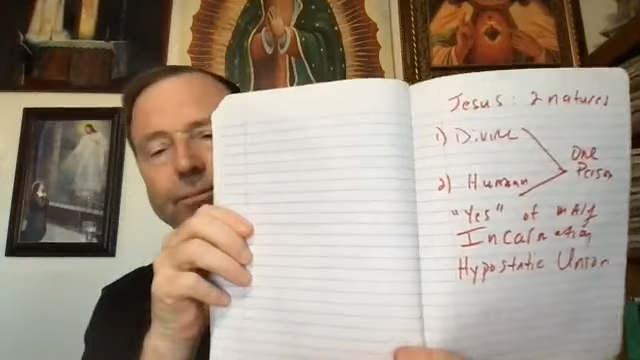 Jesus: 2 natures
1) Divine
One
Person
2) Human
"Yes" of Mary
Incarnation
Hypostatic Union